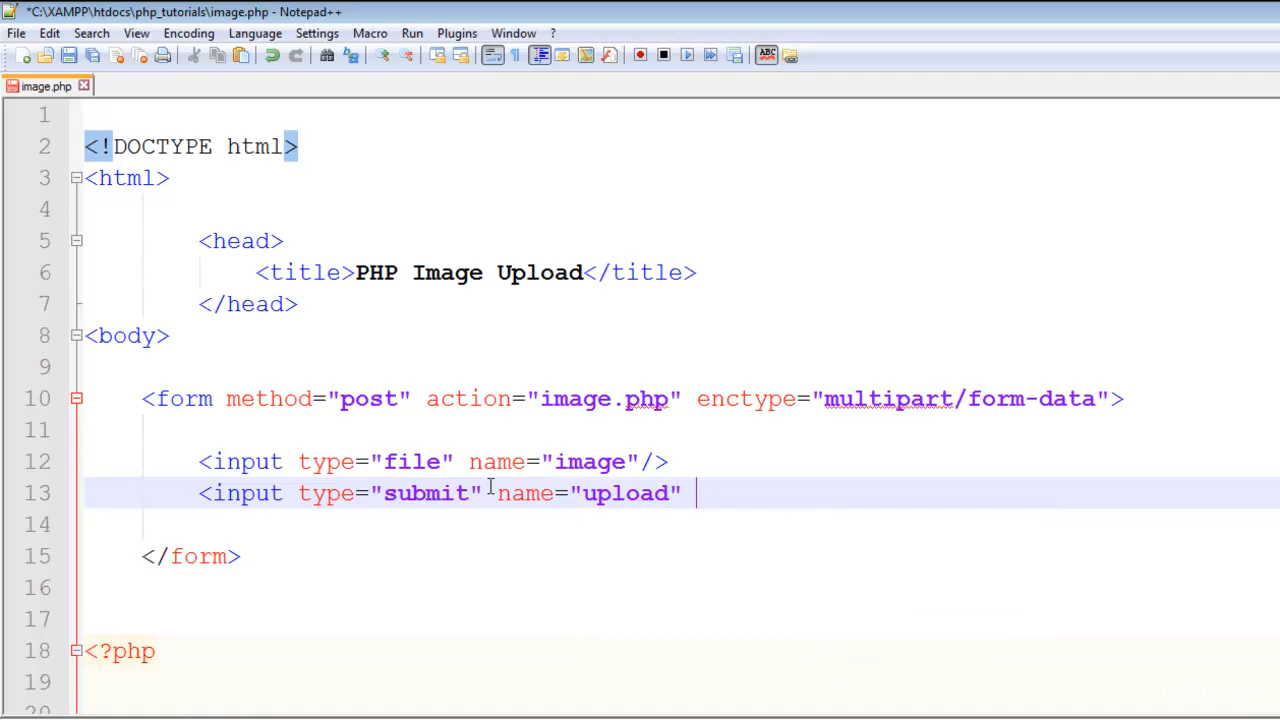 *C:\XAMPP\htdocs\php_tutorials\image.php - Notepad++
File Edit Search View Encoding Language Settings Macro Run Plugins Window ?
ABC
image.php
1
2 <!DOCTYPE html>
3 <html>
4
5 <head>
6 <title>PHP Image Upload</title>
7 </head>
8 <body>
9
10 <form method="post" action="image.php" enctype="multipart/form-data">
11
12 <input type="file" name="image"/>
13 <input type="submit" name="upload"
14
15 </form>
16
17
18 <?php
19
20